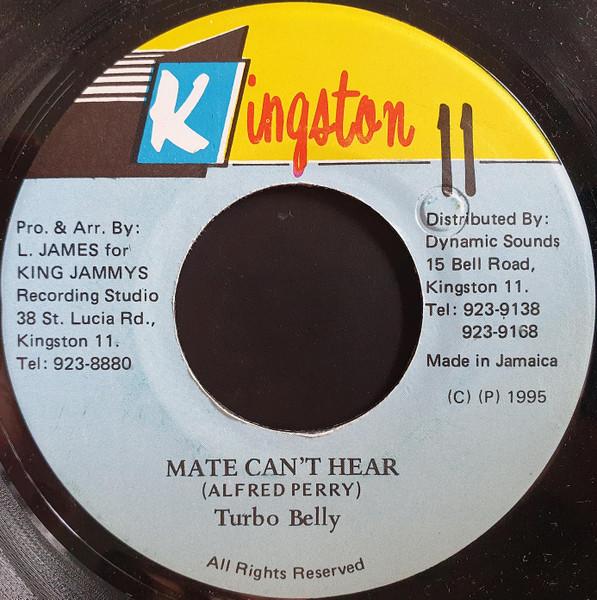 Kingston 11
Pro. & Arr. By:
L. JAMES for
KING JAMMYS
Recording Studio
38 St. Lucia Rd.,
Kingston 11.
Tel: 923-8880
Distributed By:
Dynamic Sounds
15 Bell Road,
Kingston 11.
Tel: 923-9138
923-9168
Made in Jamaica
(C) (P) 1995
MATE CAN'T HEAR
(ALFRED PERRY)
Turbo Belly
All Rights Reserved